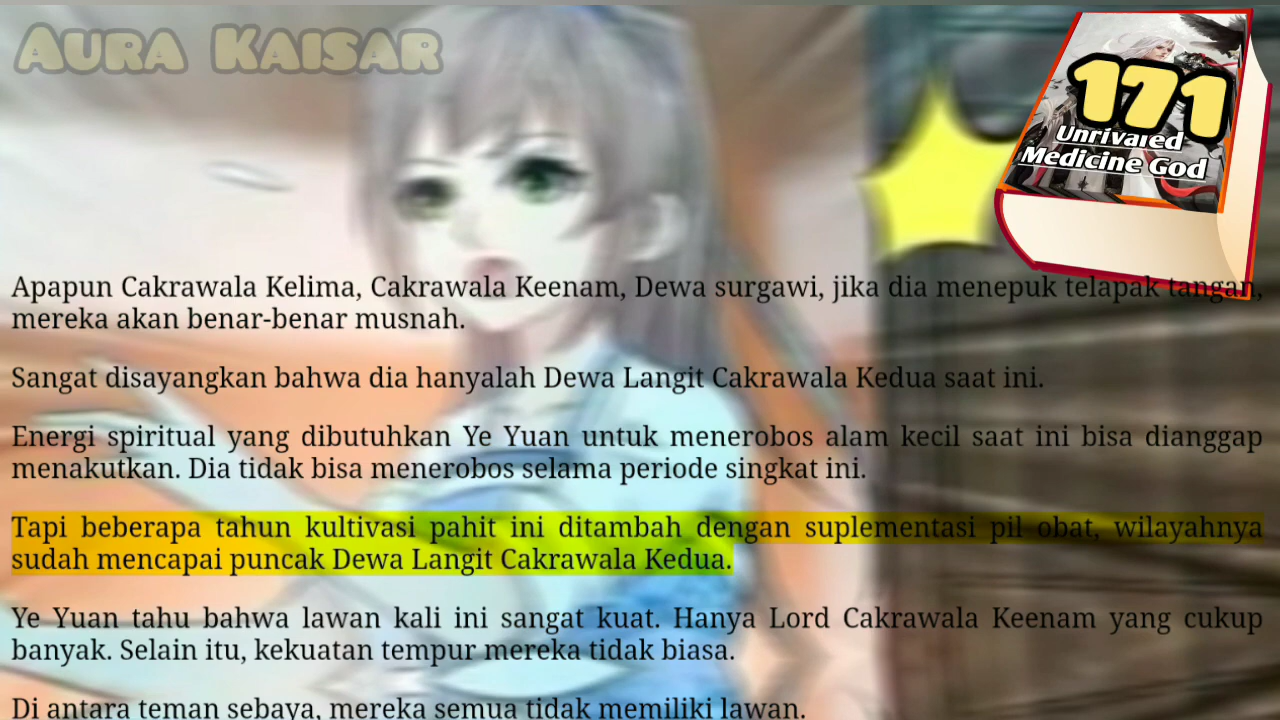 Aura Kaisar
171
Unrivaled
Medicine God
Apapun Cakrawala Kelima, Cakrawala Keenam, Dewa surgawi, jika dia menepuk telapak tangan,
mereka akan benar-benar musnah.
Sangat disayangkan bahwa dia hanyalah Dewa Langit Cakrawala Kedua saat ini.
Energi spiritual yang dibutuhkan Ye Yuan untuk menerobos alam kecil saat ini bisa dianggap
menakutkan. Dia tidak bisa menerobos selama periode singkat ini.
Tapi beberapa tahun kultivasi pahit ini ditambah dengan suplementasi pil obat, wilayahnya
sudah mencapai puncak Dewa Langit Cakrawala Kedua.
Ye Yuan tahu bahwa lawan kali ini sangat kuat. Hanya Lord Cakrawala Keenam yang cukup
banyak. Selain itu, kekuatan tempur mereka tidak biasa.
Di antara teman sebaya, mereka semua tidak memiliki lawan.